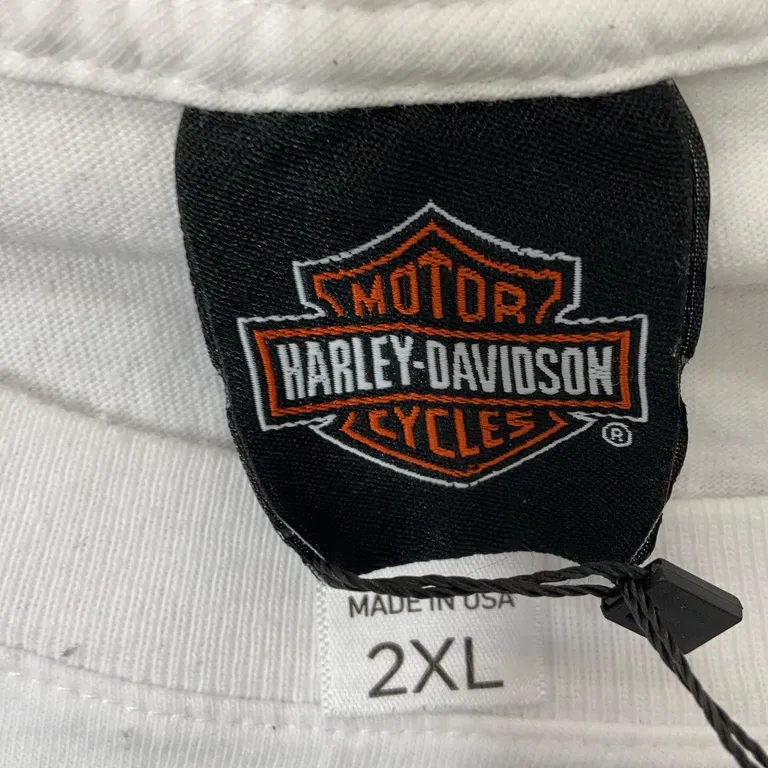 MOTOR
HARLEY-DAVIDSON
CYCLES
®
MADE IN USA
2XL